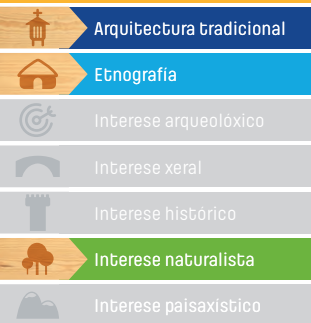 Arquitectura tradicional
Etnografía
Interese arqueolóxico
Interese xeral
Interese histórico
Interese naturalista
Interese paisaxístico